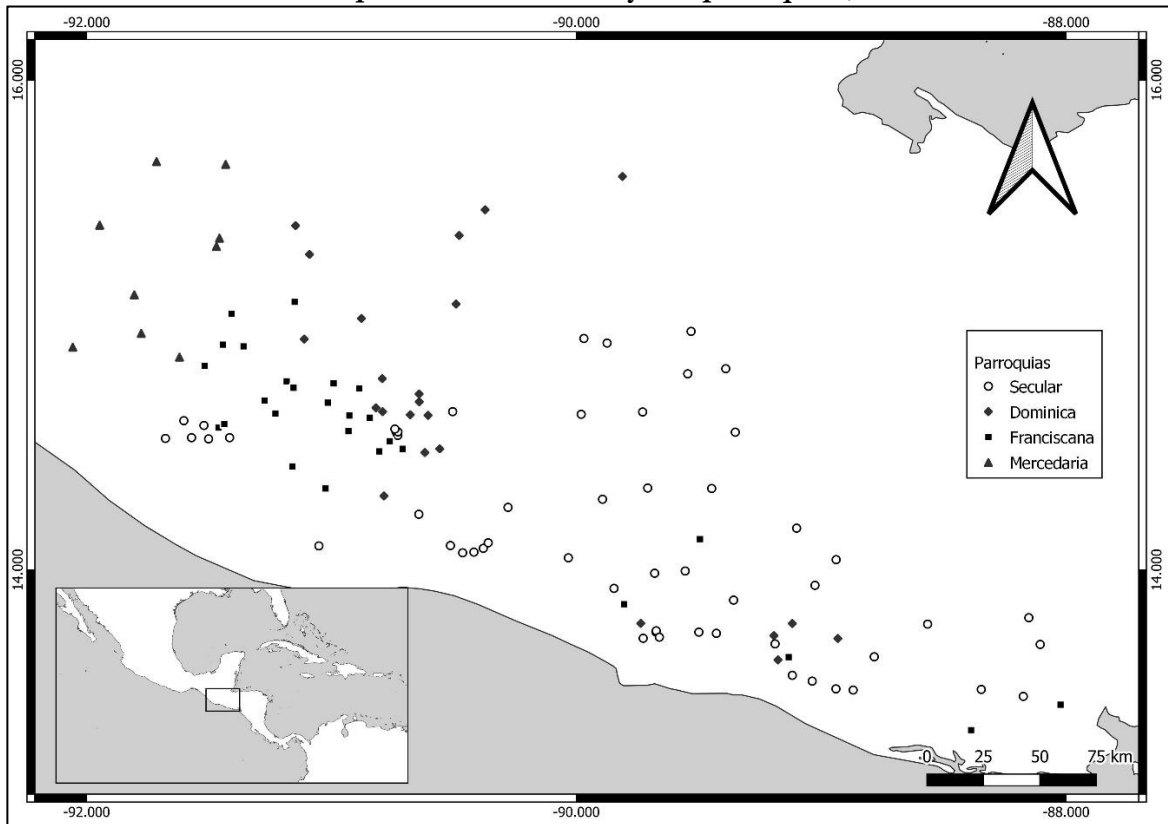 -92.000 -90.000 -88.000
16.000 16.000
Parroquias
Secular
Dominica
Franciscana
Mercedaria
14.000 14.000
0 25 50 75 km
-92.000 -90.000 -88.000